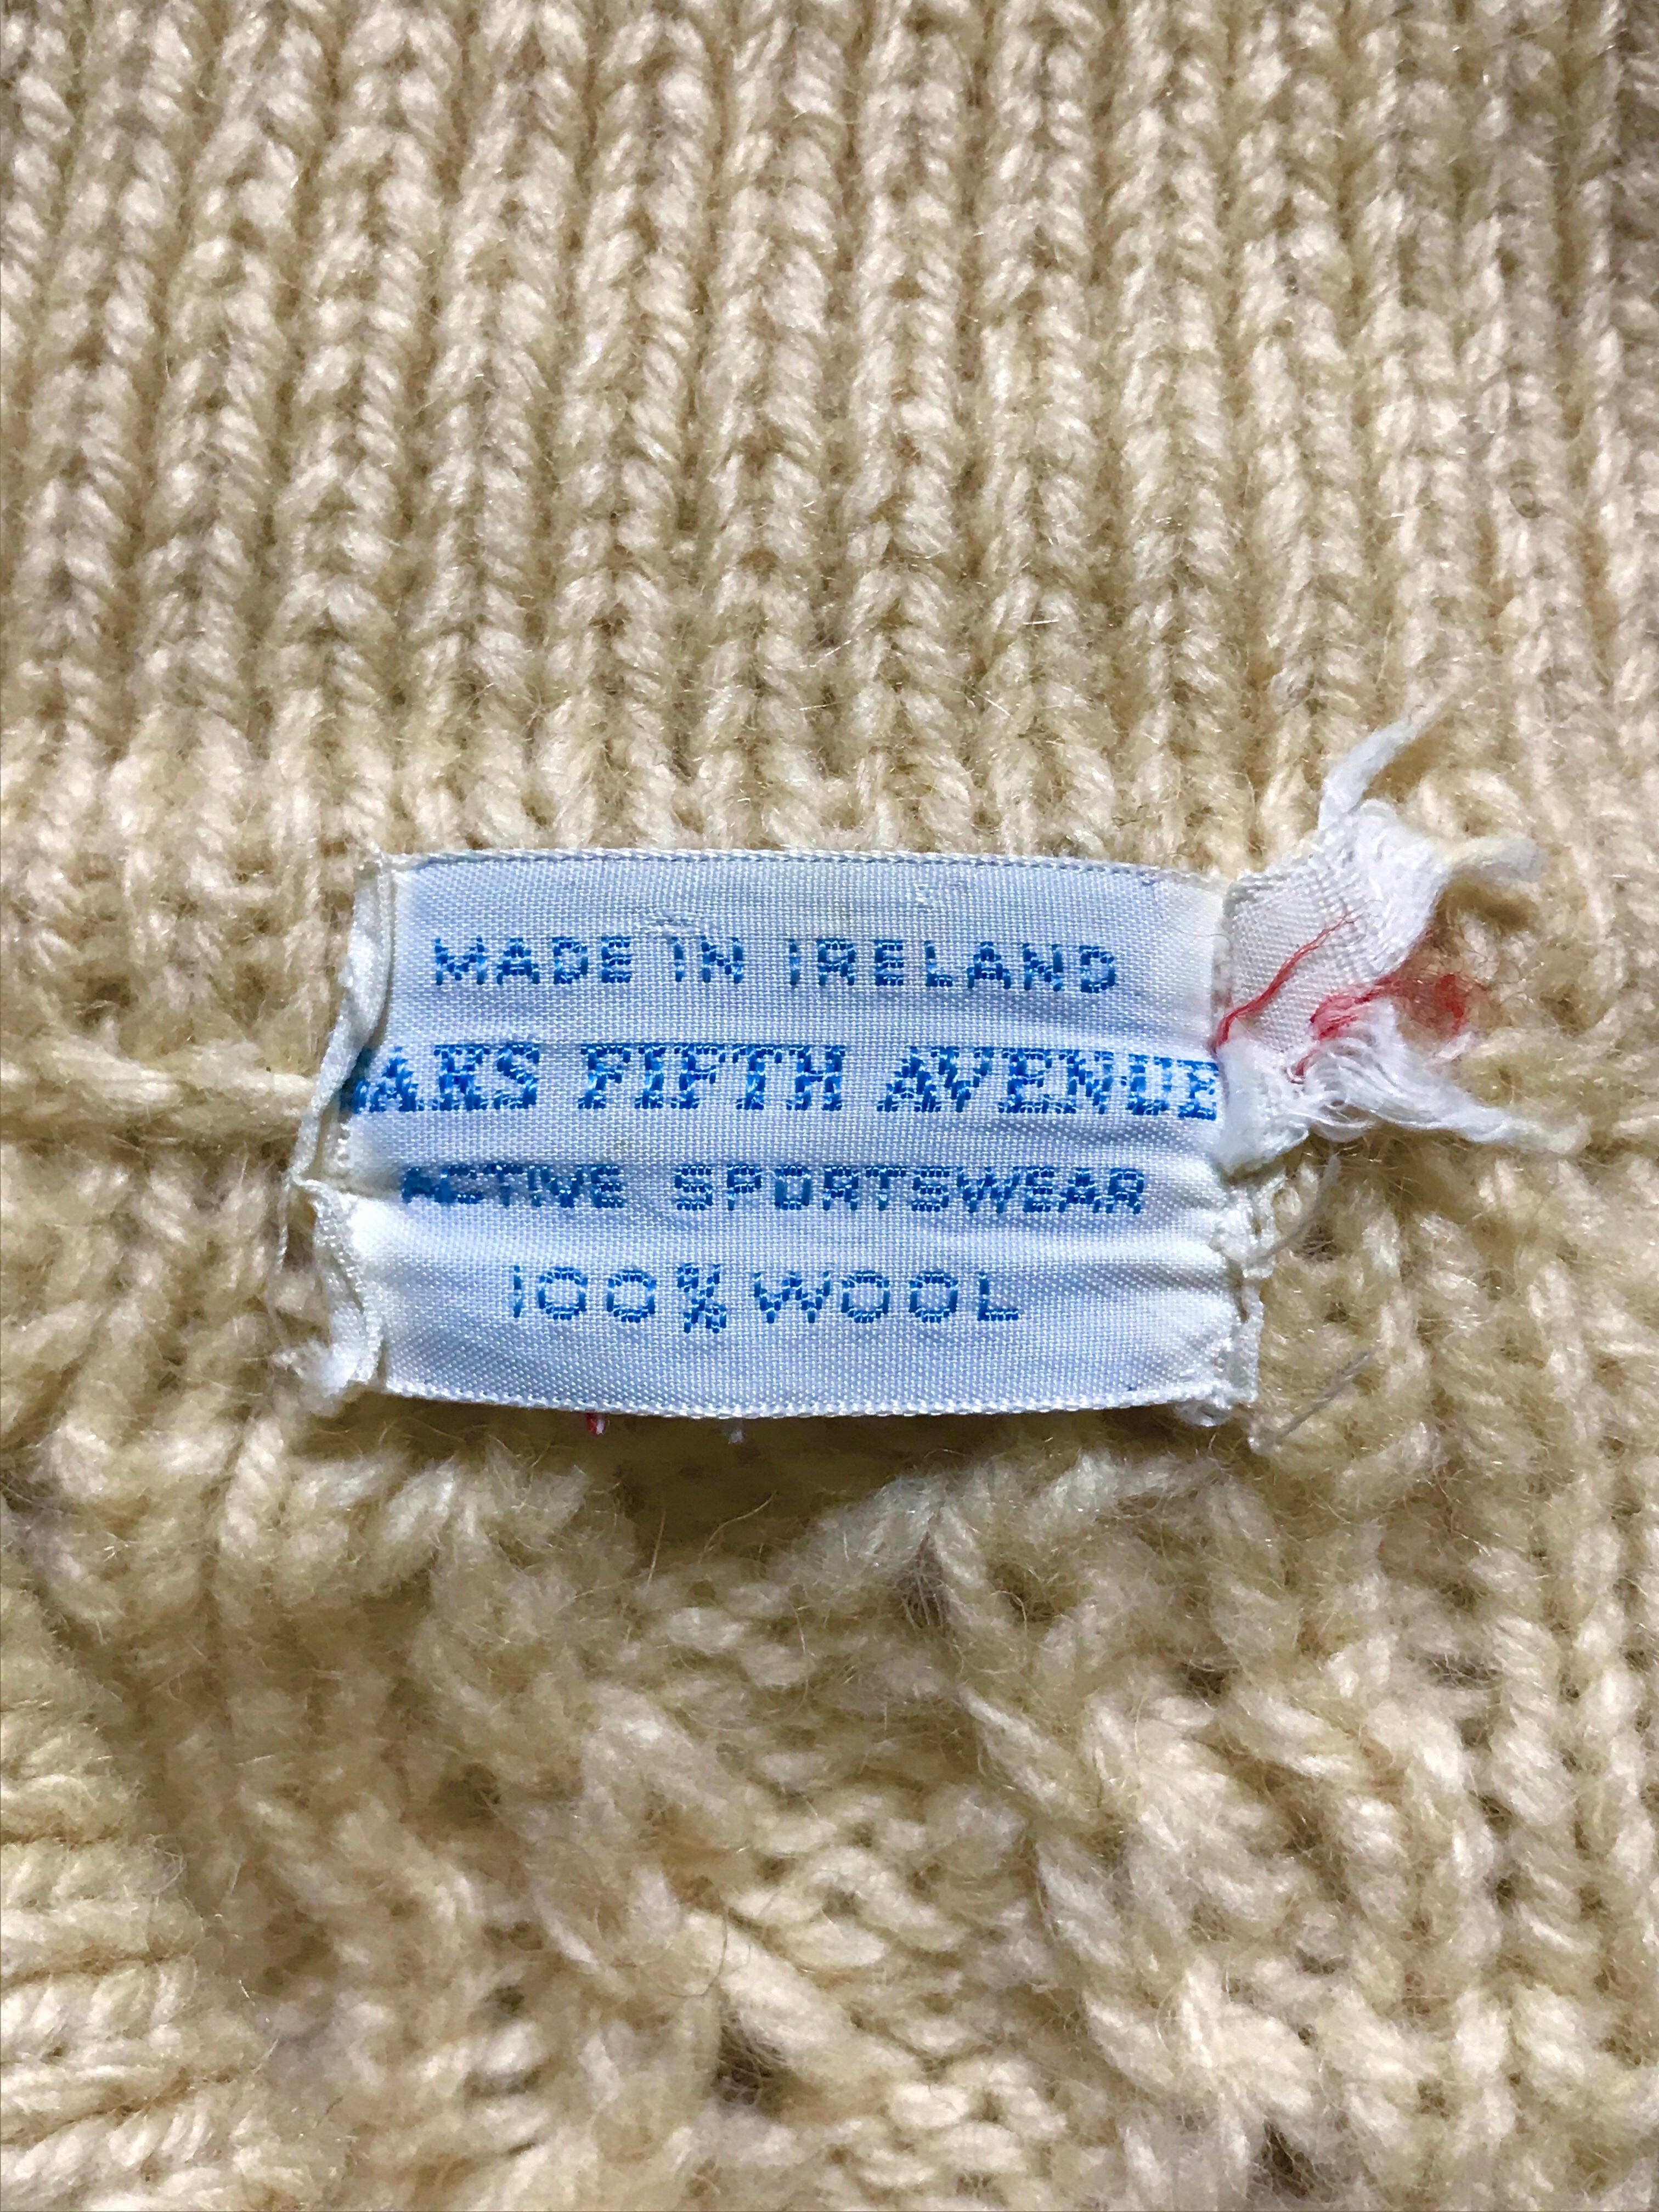 MADE IN IRELAND
AKS FIFTH AVENUE
ACTIVE SPORTSWEAR
100% WOOL